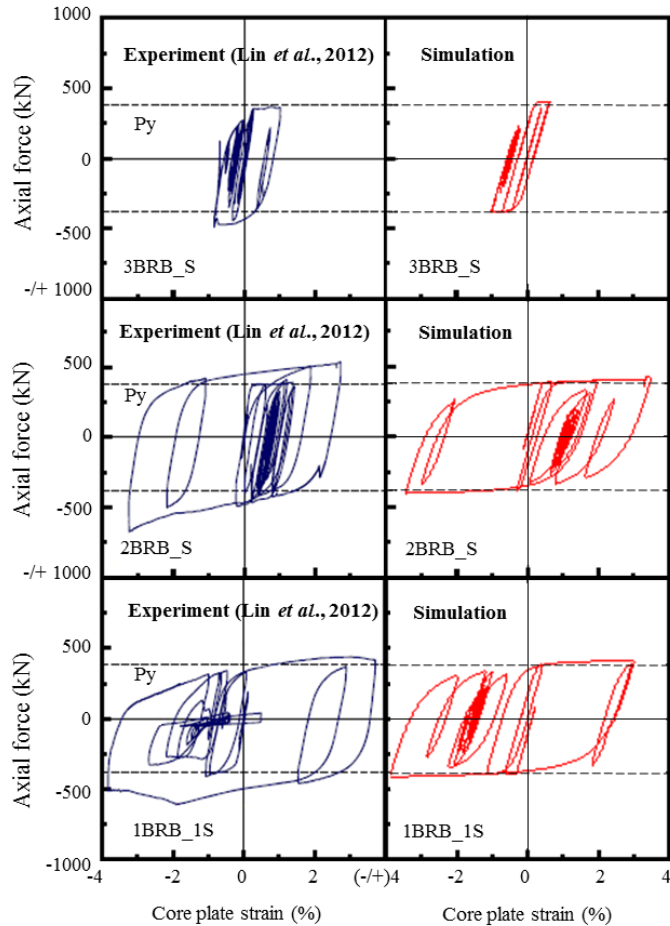 1000
Experiment (Lin et al., 2012)
Simulation
500
Py
0
-500
3BRB_S
3BRB_S
Axial force (kN)
-/+ 1000
Experiment (Lin et al., 2012)
Simulation
500
Py
0
-500
2BRB_S
2BRB_S
Axial force (kN)
-/+ 1000
Experiment (Lin et al., 2012)
Simulation
500
Py
0
-500
1BRB_1S
1BRB_1S
Axial force (kN)
-1000
-4 -2 0 2 (-/+)4 -2 0 2 4
Core plate strain (%)
Core plate strain (%)